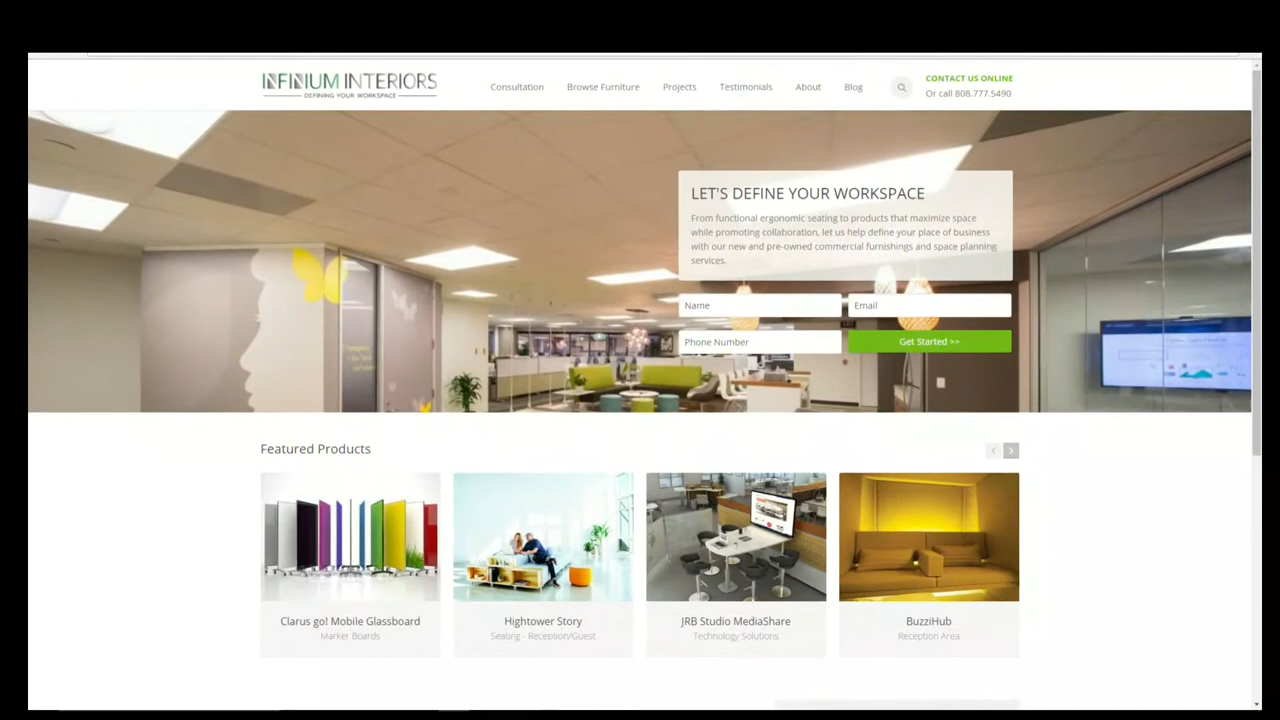 INFINIUM INTERIORS
DEFINING YOUR WORKSPACE
Consultation
Browse Furniture
Projects
Testimonials
About
Blog
CONTACT US ONLINE
Or call 808.777.5490
LET'S DEFINE YOUR WORKSPACE
From functional ergonomic seating to products that maximize space
while promoting collaboration, let us help define your place of business
with our new and pre-owned commercial furnishings and space planning
services.
Name
Email
Phone Number
Get Started >>
Featured Products
Clarus go! Mobile Glassboard
Marker Boards
Hightower Story
Seating - Reception/Guest
JRB Studio MediaShare
Technology Solutions
BuzziHub
Reception Area